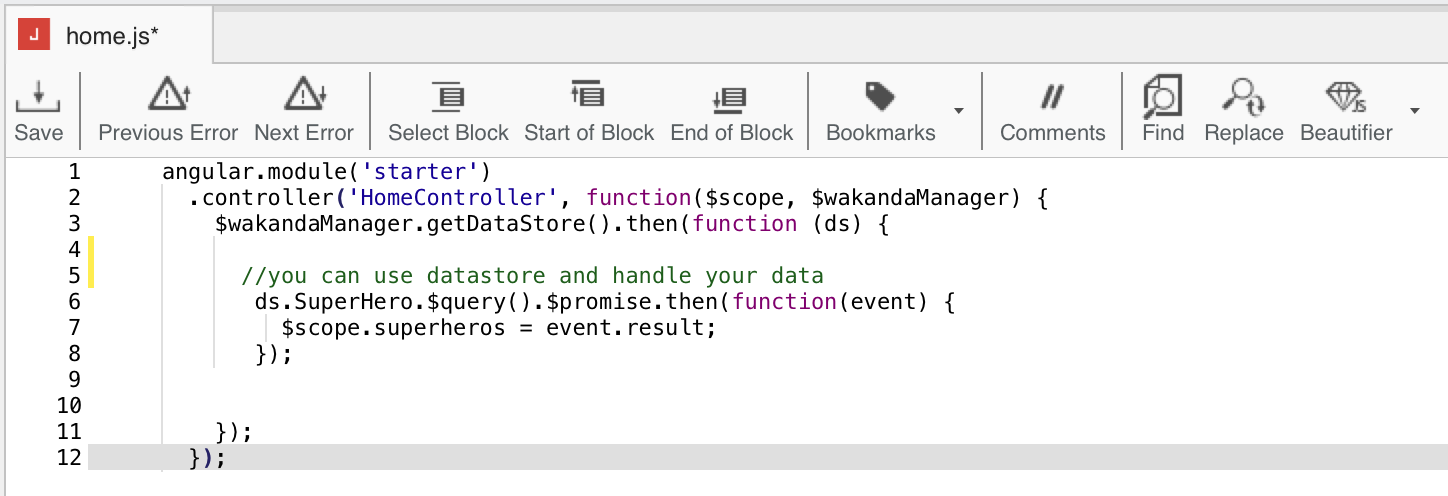 home.js*
Save Previous Error Next Error Select Block Start of Block End of Block Bookmarks Comments Find Replace Beautifier
1 angular.module('starter')
2 .controller('HomeController', function($scope, $wakandaManager) {
3 $wakandaManager.getDataStore().then(function (ds) {
4
5 //you can use datastore and handle your data
6 ds.SuperHero.$query().$promise.then(function(event) {
7 $scope.superheros = event.result;
8 });
9
10
11 });
12 });